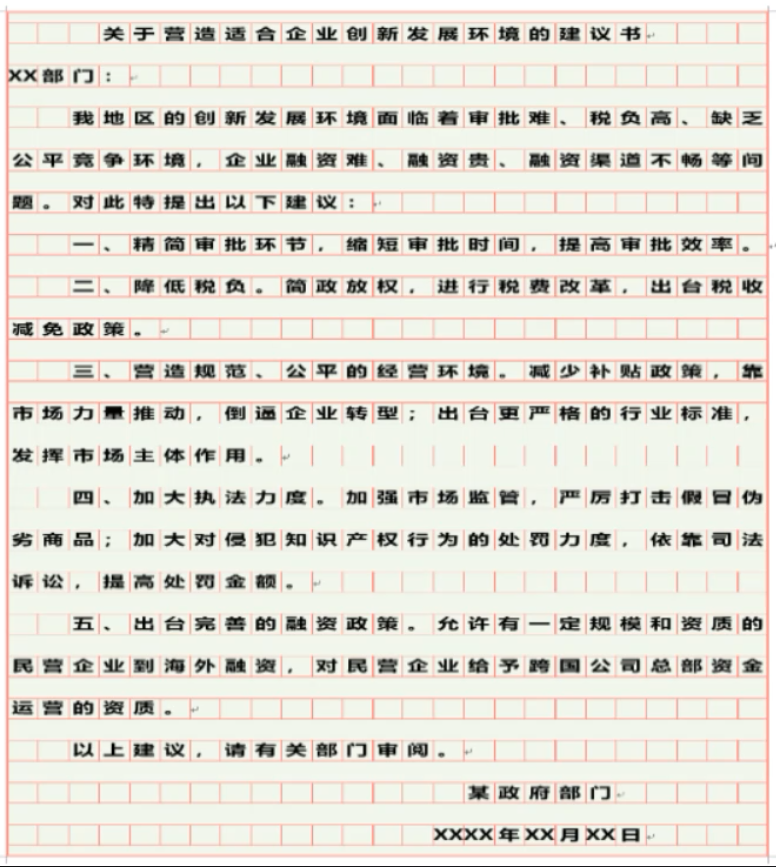 关于营造适合企业创新发展环境的建议书
XX部门：
我地区的创新发展环境面临着审批难、税负高、缺乏
公平竞争环境，企业融资难、融资贵、融资渠道不畅等问
题。对此特提出以下建议：
一、精简审批环节，缩短审批时间，提高审批效率。
二、降低税负。简政放权，进行税费改革，出台税收
减免政策。
三、营造规范、公平的经营环境。减少补贴政策，靠
市场力量推动，倒逼企业转型；出台更严格的行业标准，
发挥市场主体作用。
四、加大执法力度。加强市场监管，严厉打击假冒伪
劣商品；加大对侵犯知识产权行为的处罚力度，依靠司法
诉讼，提高处罚金额。
五、出台完善的融资政策。允许有一定规模和资质的
民营企业到海外融资，对民营企业给予跨国公司总部资金
运营的资质。
以上建议，请有关部门审阅。
某政府部门
XXXX年XX月XX日